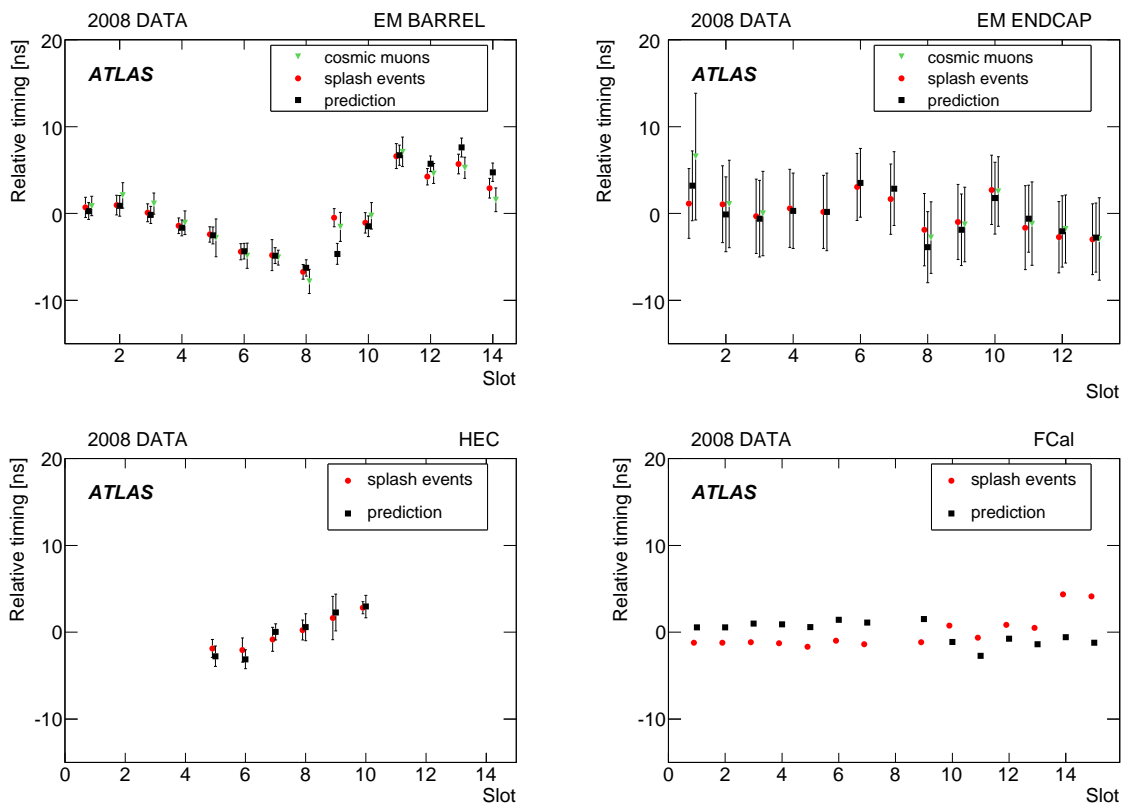 2008 DATA EM BARREL
Relative timing [ns]
20
ATLAS
cosmic muons
splash events
prediction
10
0
-10
2 4 6 8 10 12 14
Slot
2008 DATA EM ENDCAP
Relative timing [ns]
20
ATLAS
cosmic muons
splash events
prediction
10
0
−10
2 4 6 8 10 12
Slot
2008 DATA HEC
Relative timing [ns]
20
ATLAS
splash events
prediction
10
0
-10
0 2 4 6 8 10 12 14
Slot
2008 DATA FCal
Relative timing [ns]
20
ATLAS
splash events
prediction
10
0
-10
0 2 4 6 8 10 12 14
Slot